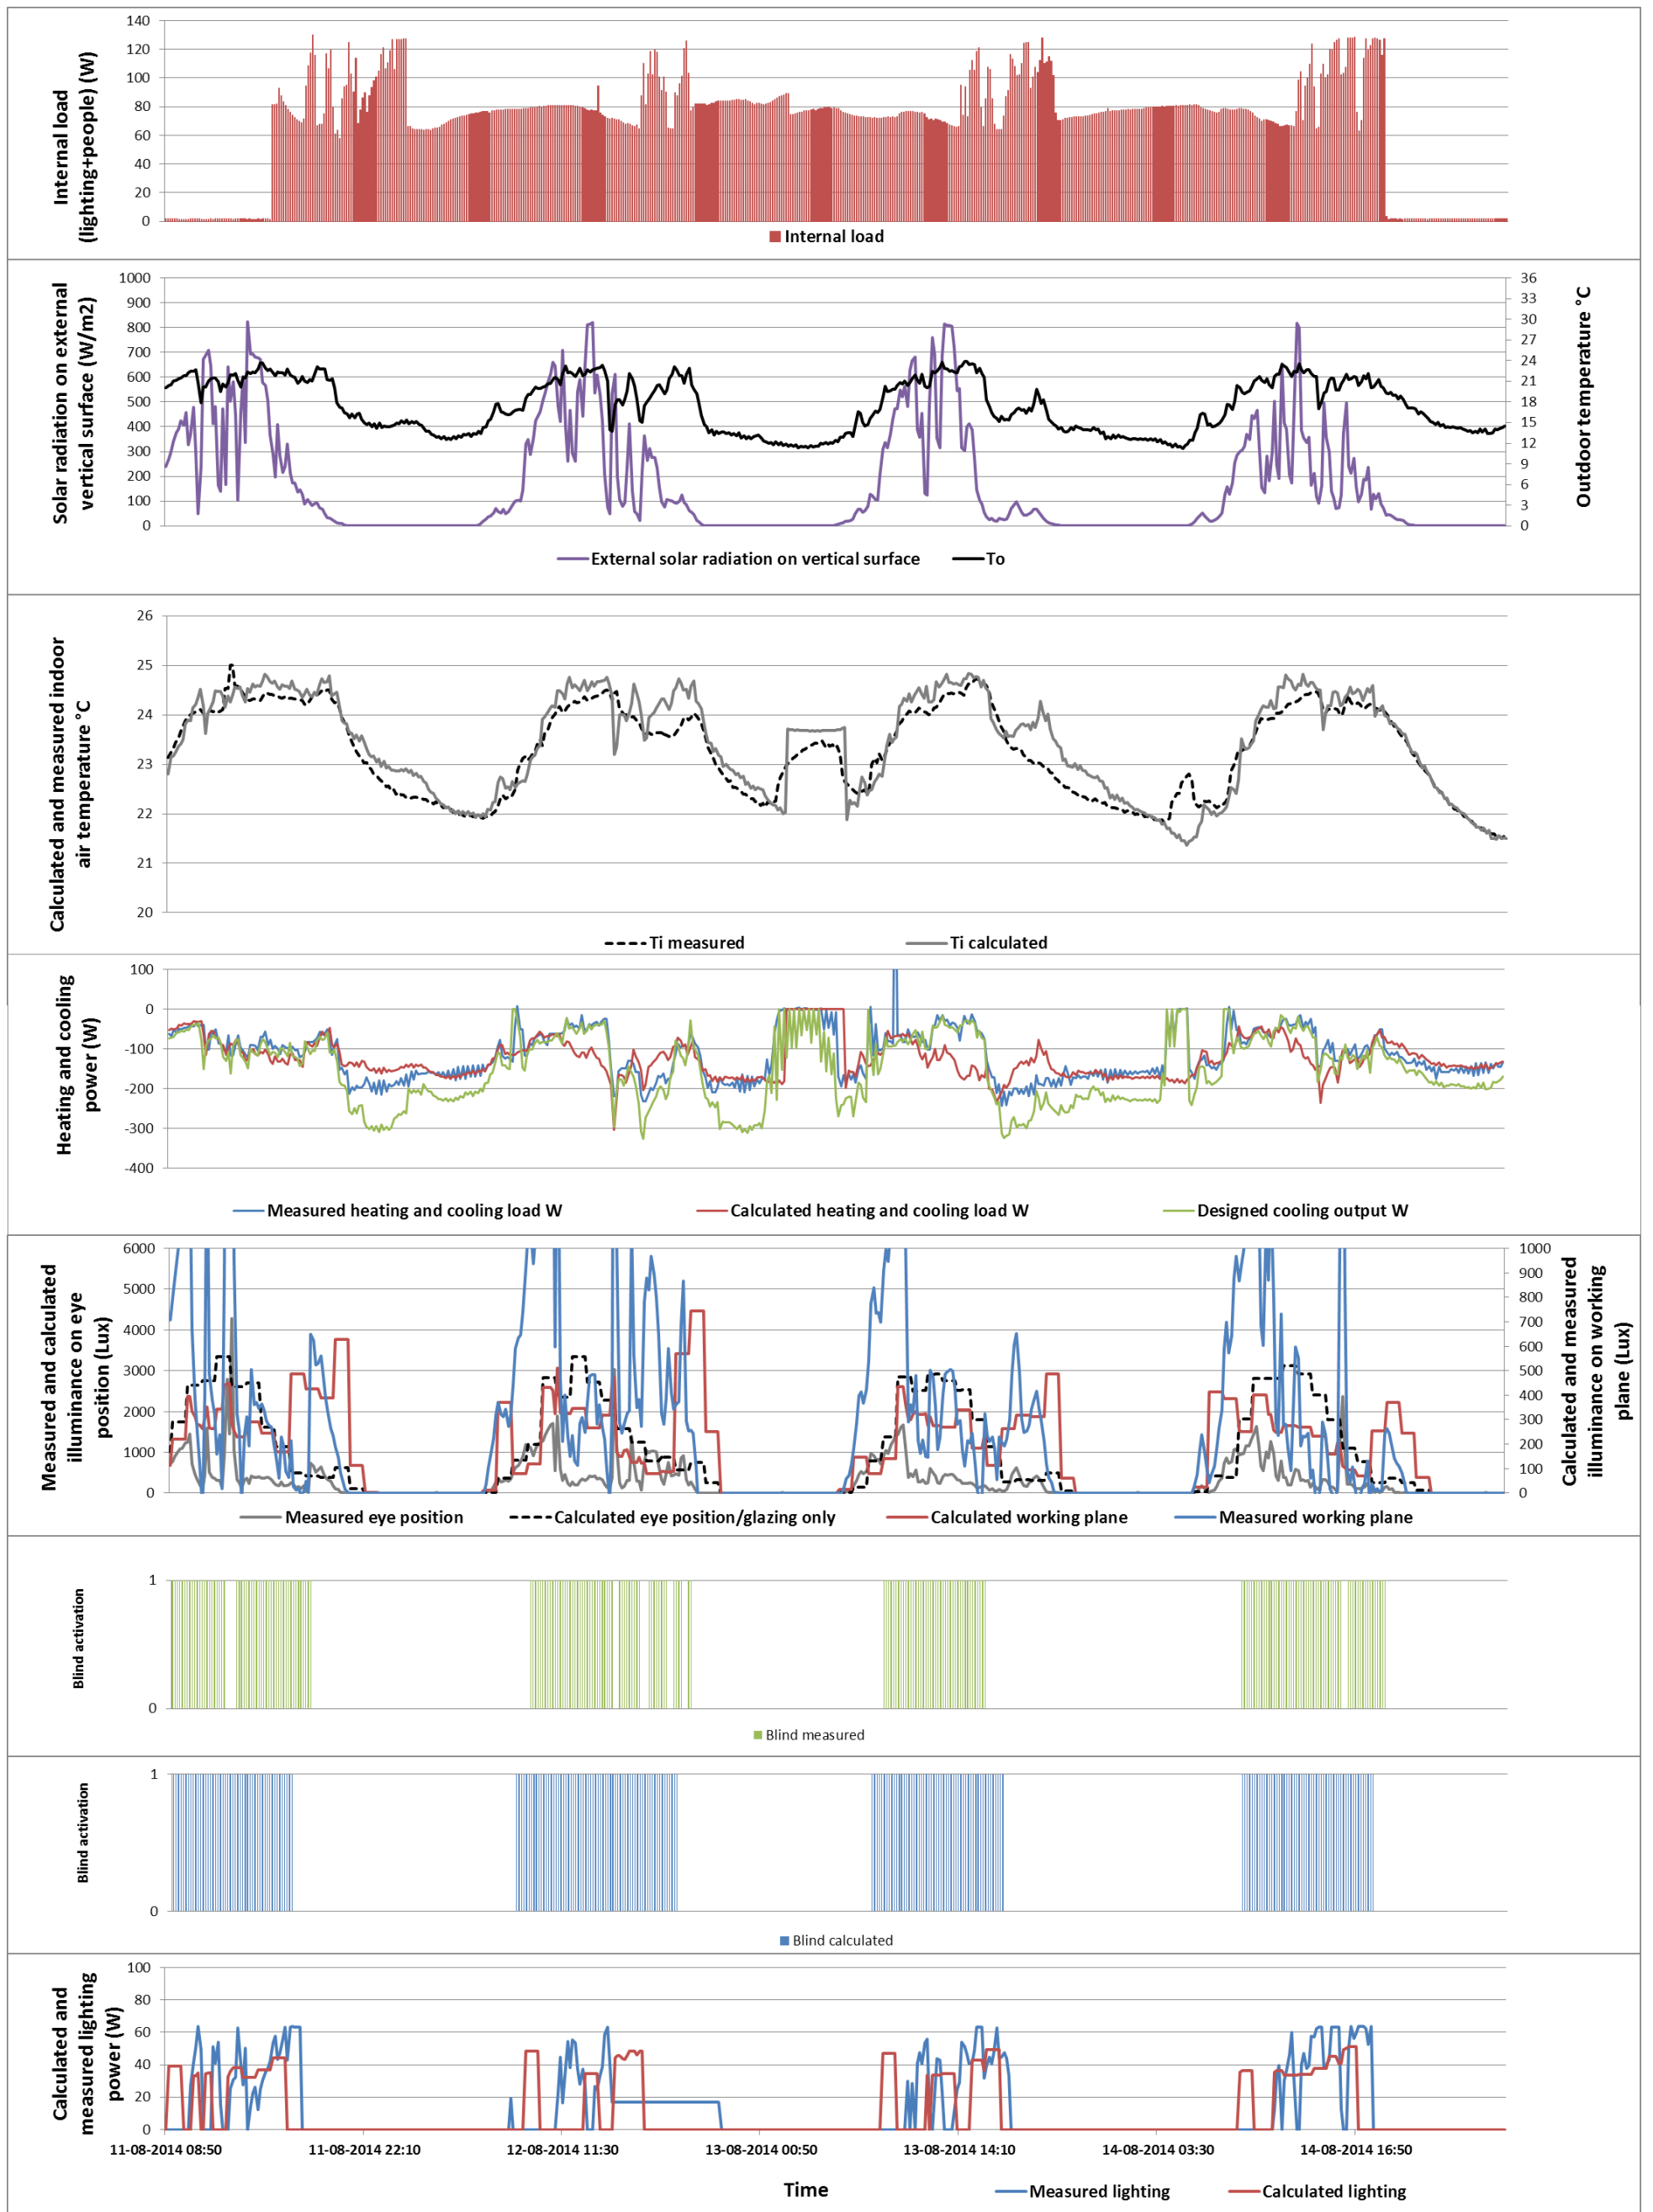 Internal load
(lighting+people) (W)
140
120
100
80
60
40
20
0
Internal load
Solar radiation on external
vertical surface (W/m2)
1000
900
800
700
600
500
400
300
200
100
0
36
33
30
27
24
21
18
15
12
9
6
3
0
Outdoor temperature °C
External solar radiation on vertical surface
To
Calculated and measured indoor
air temperature °C
26
25
24
23
22
21
20
Ti measured
Ti calculated
Heating and cooling
power (W)
100
0
-100
-200
-300
-400
Measured heating and cooling load W
Calculated heating and cooling load W
Designed cooling output W
Measured and calculated
illuminance on eye
position (Lux)
6000
5000
4000
3000
2000
1000
0
1000
900
800
700
600
500
400
300
200
100
0
Calculated and measured
illuminance on working
plane (Lux)
Measured eye position
Calculated eye position/glazing only
Calculated working plane
Measured working plane
Blind activation
1
0
Blind measured
Blind activation
1
0
Blind calculated
Calculated and
measured lighting
power (W)
100
80
60
40
20
0
11-08-2014 08:50
11-08-2014 22:10
12-08-2014 11:30
13-08-2014 00:50
13-08-2014 14:10
14-08-2014 03:30
14-08-2014 16:50
Time
Measured lighting
Calculated lighting